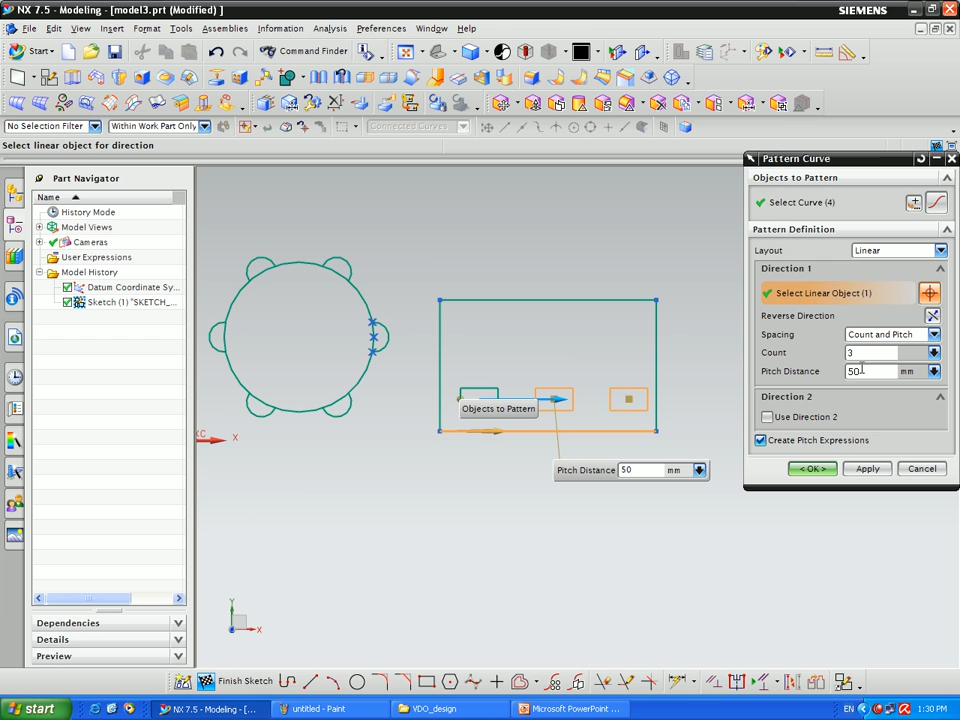 NX 7.5 - Modeling - [model3.prt (Modified) ]
SIEMENS
File Edit View Insert Format Tools Assemblies Information Analysis Preferences Window Help
Start
Command Finder
No Selection Filter
Within Work Part Only
Connected Curves
Select linear object for direction
Part Navigator
Name
History Mode
Model Views
Cameras
User Expressions
Model History
Datum Coordinate Sy...
Sketch (1) "SKETCH_...
Dependencies
Details
Preview
XC
X
Objects to Pattern
Pitch Distance 50 mm
Y
X
Pattern Curve
Objects to Pattern
Select Curve (4)
Pattern Definition
Layout Linear
Direction 1
Select Linear Object (1)
Reverse Direction
Spacing Count and Pitch
Count 3
Pitch Distance 50 mm
Direction 2
Use Direction 2
Create Pitch Expressions
< OK > Apply Cancel
Finish Sketch
start
NX 7.5 - Modeling - ...
untitled - Paint
VDO_design
Microsoft PowerPoint ...
EN
1:30 PM